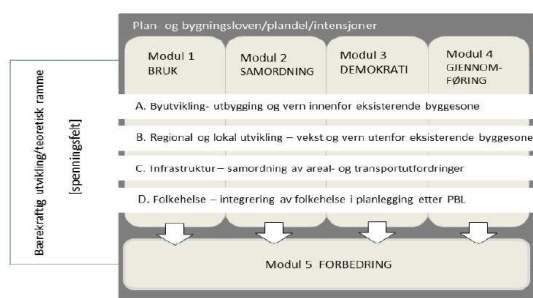 Plan- og bygningsloven/plandel/intensjoner
Bærekraftig utvikling/teoretisk ramme
[spenningsfelt]
Modul 1
BRUK
Modul 2
SAMORDNING
Modul 3
DEMOKRATI
Modul 4
GJENNOM-
FØRING
A. Byutvikling- utbygging og vern innenfor eksisterende byggesone
B. Regional og lokal utvikling – vekst og vern utenfor eksisterende byggesone
C. Infrastruktur – samordning av areal- og transportutfordringer
D. Folkehelse – integrering av folkehelse i planlegging etter PBL
Modul 5 FORBEDRING